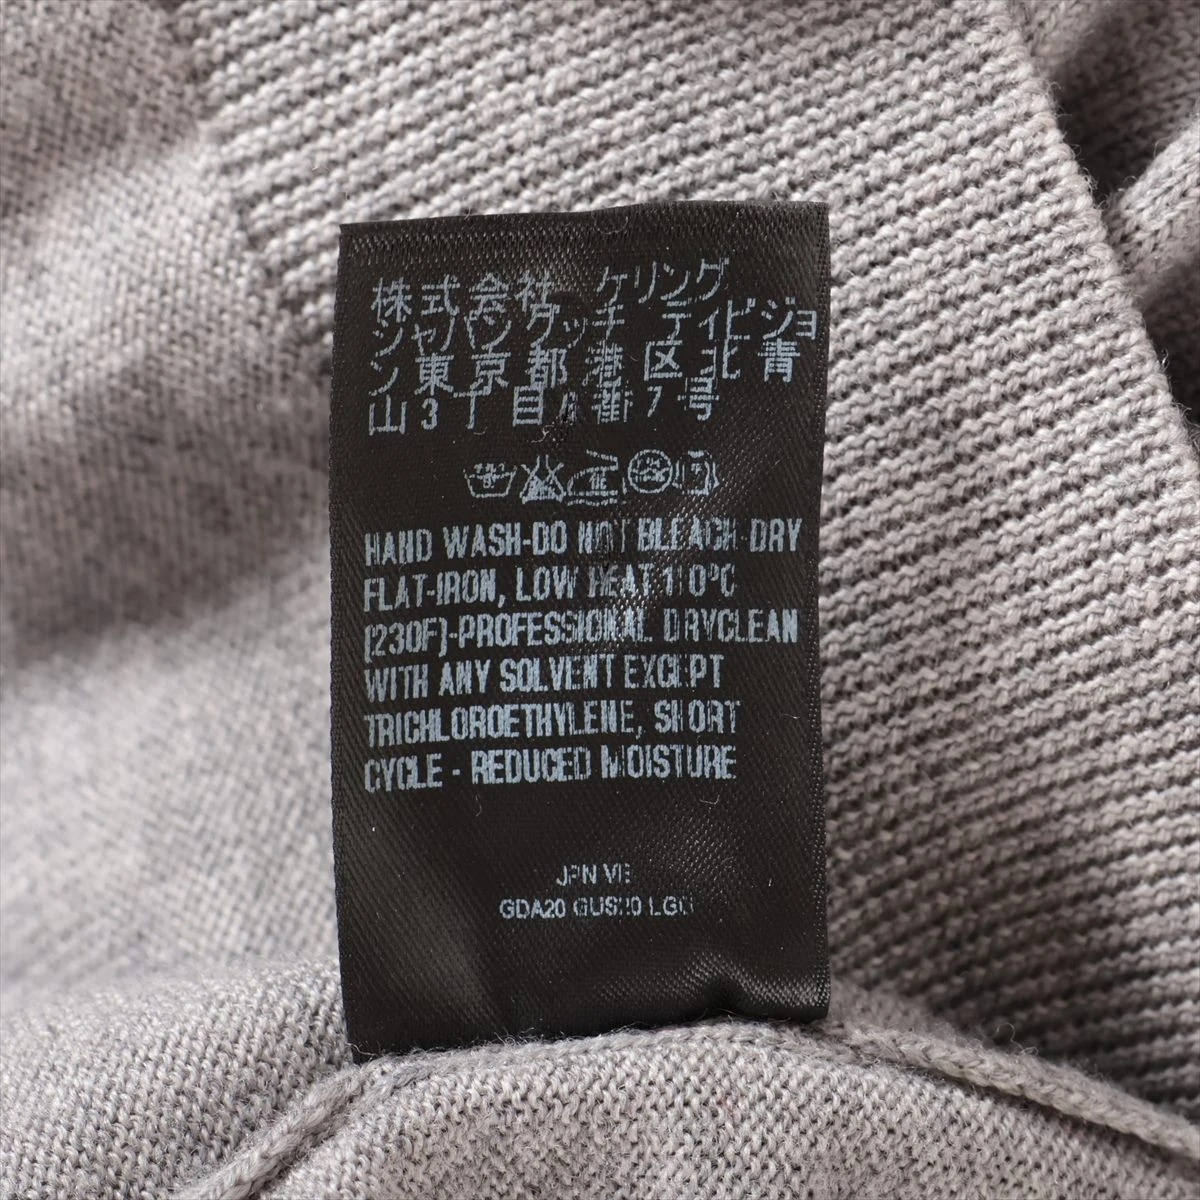 株式会社 ケリング
ジャパン グッチ ディビジョ
ン 東京都港区北青
山3丁目6番7号
HAND WASH-DO NOT BLEACH-DRY
FLAT-IRON, LOW HEAT 110ºC
(230F)-PROFESSIONAL DRYCLEAN
WITH ANY SOLVENT EXCEPT
TRICHLOROETHYLENE, SHORT
CYCLE - REDUCED MOISTURE
JPN
GDA20 GUS20